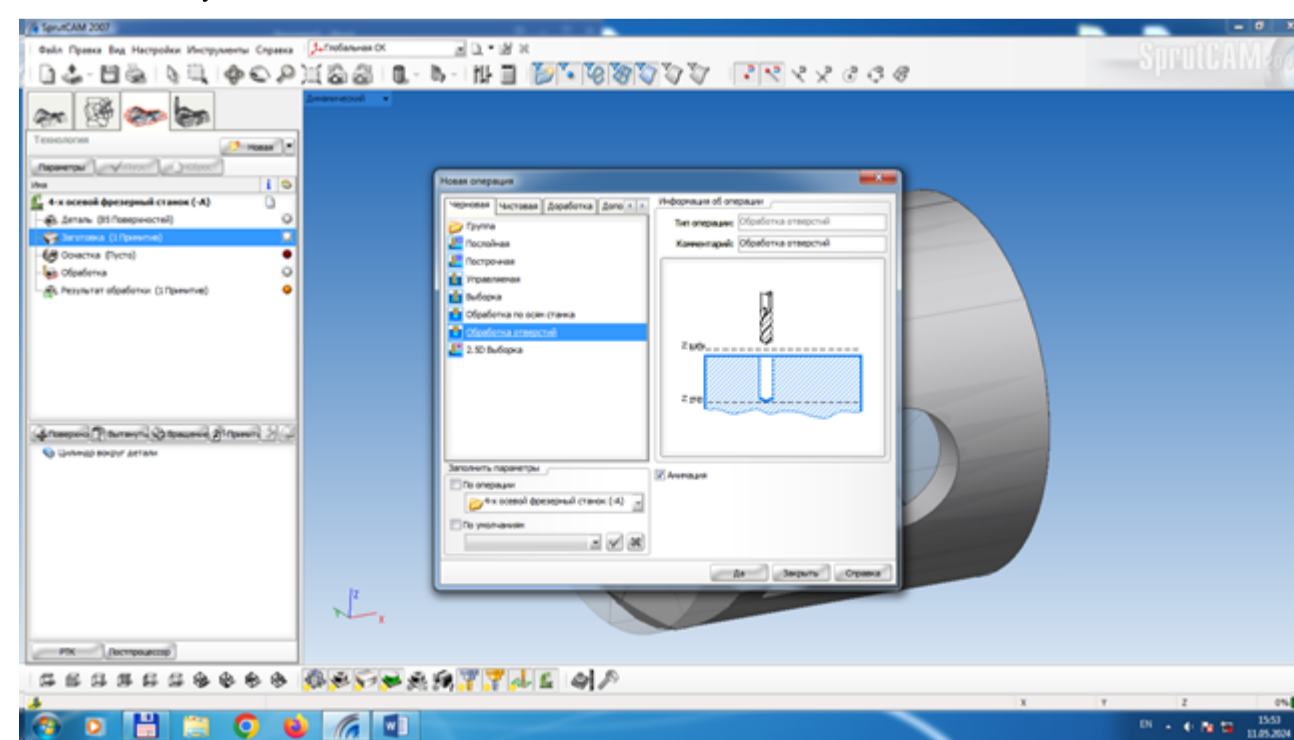 SprutCAM 2007
Файл Правка Вид Настройки Инструменты Справка
Глобальная СК
SprutCAM
Динамический
Технология
Новая
Параметры
Имя
4-х осевой фрезерный станок (-A)
Деталь (85 Поверхностей)
Заготовка (1 Примитив)
Оснастка (Пусто)
Обработка
Результат обработки (1 Примитив)
Вращение
Цилиндр вокруг детали
РТК Постпроцессор
Новая операция
Черновая Чистовая Доработка Допо
Группа
Послойная
Построчная
Управляемая
Выборка
Обработка по осям станка
Обработка отверстий
2.5D Выборка
Информация об операции
Тип операции: Обработка отверстий
Комментарий: Обработка отверстий
Заполнить параметры
По операции
4-х осевой фрезерный станок (-A)
По умолчаниям
Анимация
Да Закрыть Справка
Z
X
X Y Z 0%
EN
15:53
11.05.2024